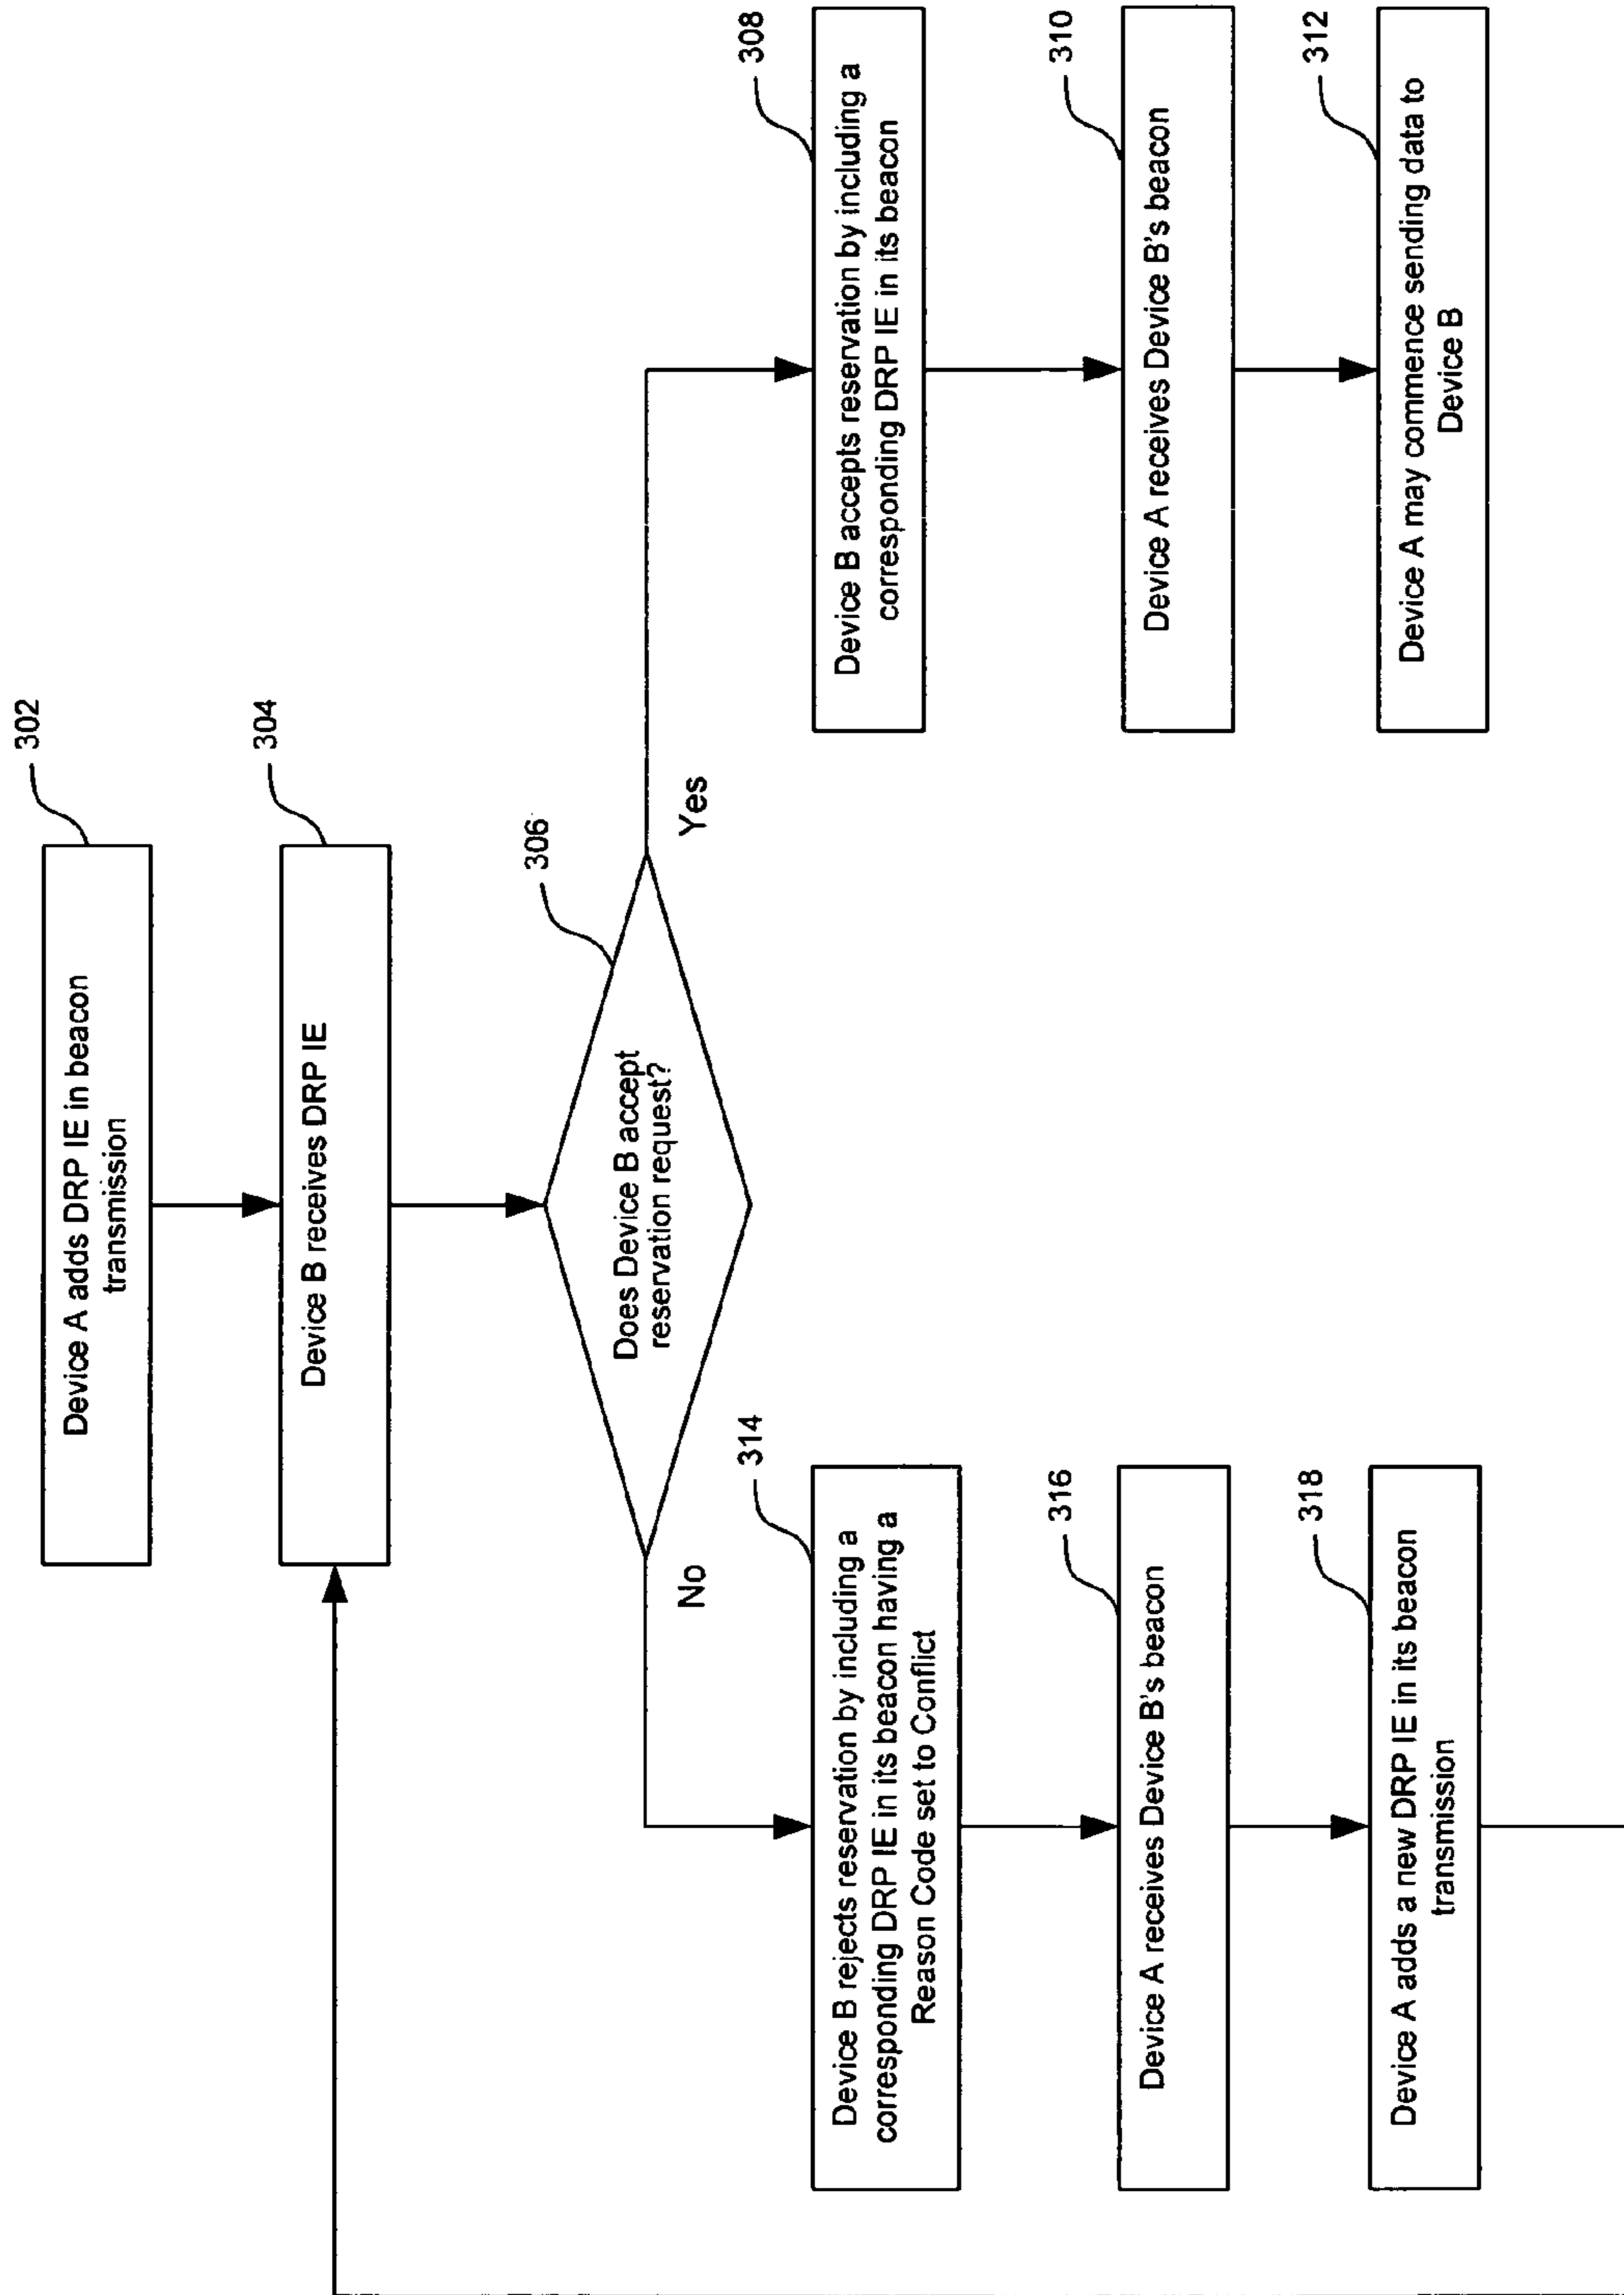 302
Device A adds DRP IE in beacon
transmission
304
Device B receives DRP IE
306
Does Device B accept
reservation request?
Yes
308
Device B accepts reservation by including a
corresponding DRP IE in its beacon
310
Device A receives Device B's beacon
312
Device A may commence sending data to
Device B
No
314
Device B rejects reservation by including a
corresponding DRP IE in its beacon having a
Reason Code set to Conflict
316
Device A receives Device B's beacon
318
Device A adds a new DRP IE in its beacon
transmission